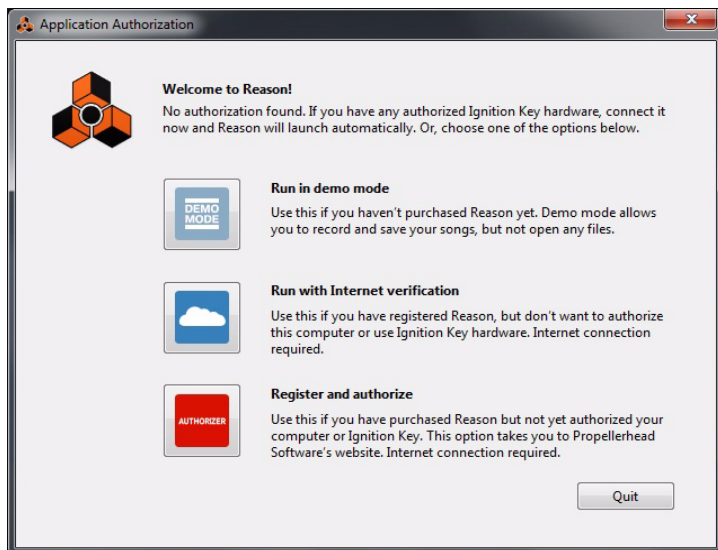 Application Authorization
Welcome to Reason!
No authorization found. If you have any authorized Ignition Key hardware, connect it
now and Reason will launch automatically. Or, choose one of the options below.
DEMO
MODE
Run in demo mode
Use this if you haven't purchased Reason yet. Demo mode allows
you to record and save your songs, but not open any files.
Run with Internet verification
Use this if you have registered Reason, but don't want to authorize
this computer or use Ignition Key hardware. Internet connection
required.
AUTHORIZER
Register and authorize
Use this if you have purchased Reason but not yet authorized your
computer or Ignition Key. This option takes you to Propellerhead
Software's website. Internet connection required.
Quit